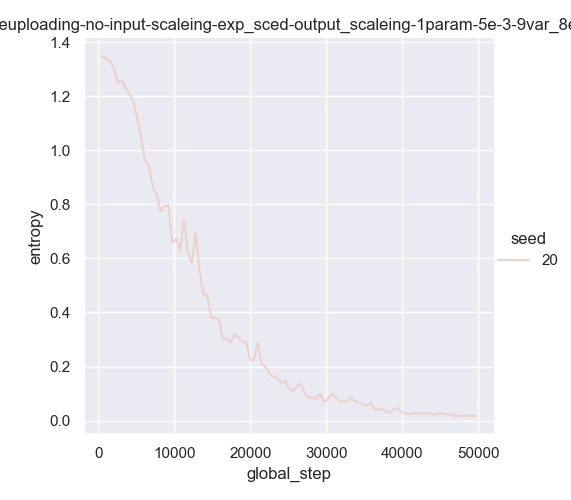 euploading-no-input-scaleing-exp_sced-output_scaleing-1param-5e-3-9var_8e
1.4
1.2
1.0
0.8
0.6
0.4
0.2
0.0
entropy
0 10000 20000 30000 40000 50000
global_step
seed
20